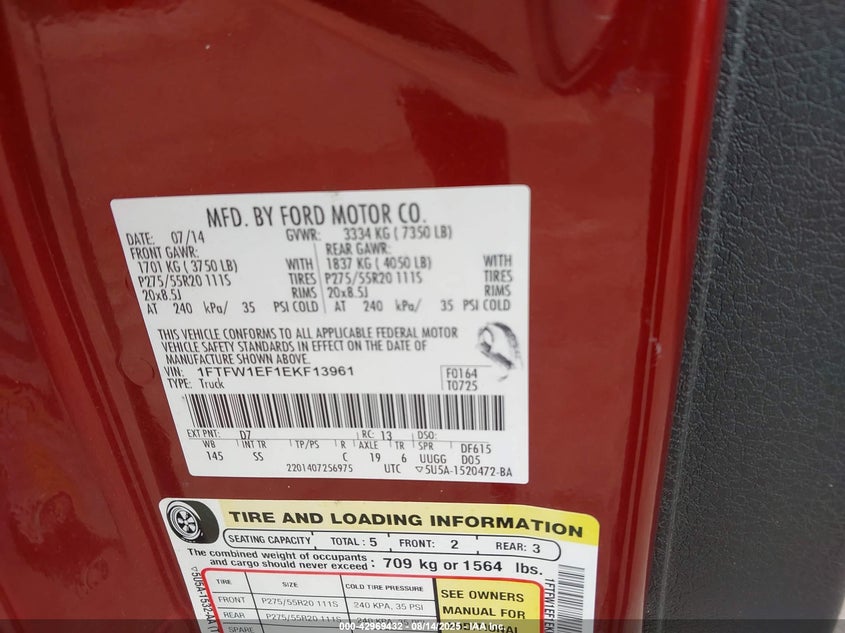 MFD. BY FORD MOTOR CO.
DATE: 07/14 GVWR: 3334 KG ( 7350 LB)
FRONT GAWR: REAR GAWR:
1701 KG ( 3750 LB) WITH 1837 KG ( 4050 LB) WITH
P275/55R20 111S TIRES P275/55R20 111S TIRES
20x8.5J RIMS 20x8.5J RIMS
AT 240 kPa/ 35 PSI COLD AT 240 kPa/ 35 PSI COLD
THIS VEHICLE CONFORMS TO ALL APPLICABLE FEDERAL MOTOR
VEHICLE SAFETY STANDARDS IN EFFECT ON THE DATE OF
MANUFACTURE SHOWN ABOVE.
VIN: 1FTFW1EF1EKF13961 F0164
TYPE: Truck T0725
EXT PNT: D7 RC: 13 DSO:
WB INT TR TP/PS R AXLE TR SPR DF615
145 SS C 19 6 UUGG D05
2201407256975 UTC ▽5U5A-1520472-BA
TIRE AND LOADING INFORMATION
SEATING CAPACITY TOTAL : 5 FRONT: 2 REAR: 3
The combined weight of occupants
and cargo should never exceed : 709 kg or 1564 lbs.
TIRE SIZE COLD TIRE PRESSURE SEE OWNERS
FRONT P275/55R20 111S 240 KPA, 35 PSI MANUAL FOR
REAR P275/55R20 111S
SPARE
© 000-42969432 - 08/14/2025 - IAA Inc.